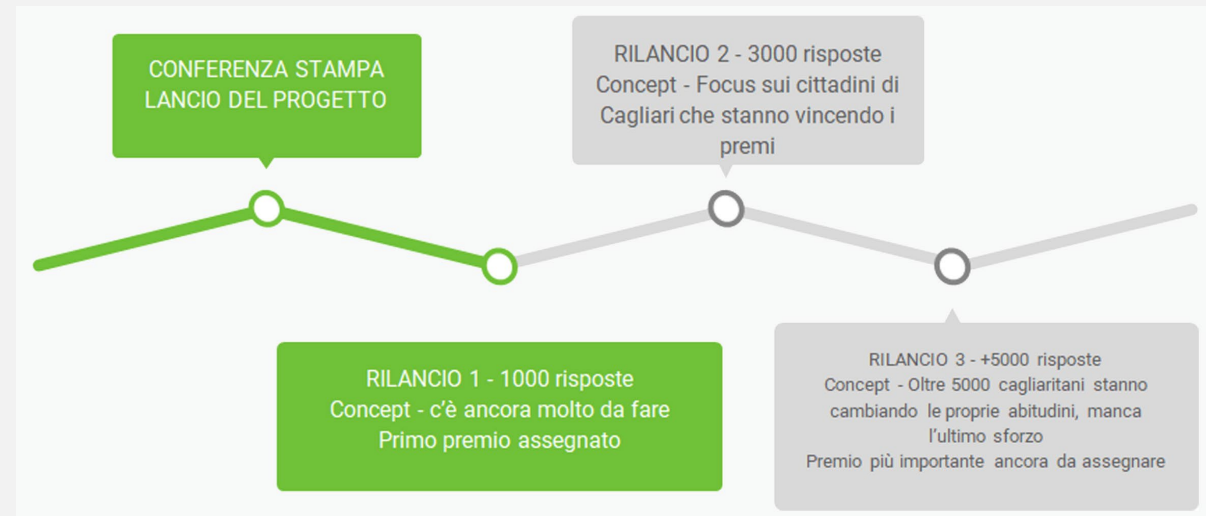 CONFERENZA STAMPA
LANCIO DEL PROGETTO
RILANCIO 1 - 1000 risposte
Concept - c'è ancora molto da fare
Primo premio assegnato
RILANCIO 2 - 3000 risposte
Concept - Focus sui cittadini di
Cagliari che stanno vincendo i
premi
RILANCIO 3 - +5000 risposte
Concept - Oltre 5000 cagliaritani stanno
cambiando le proprie abitudini, manca
l'ultimo sforzo
Premio più importante ancora da assegnare